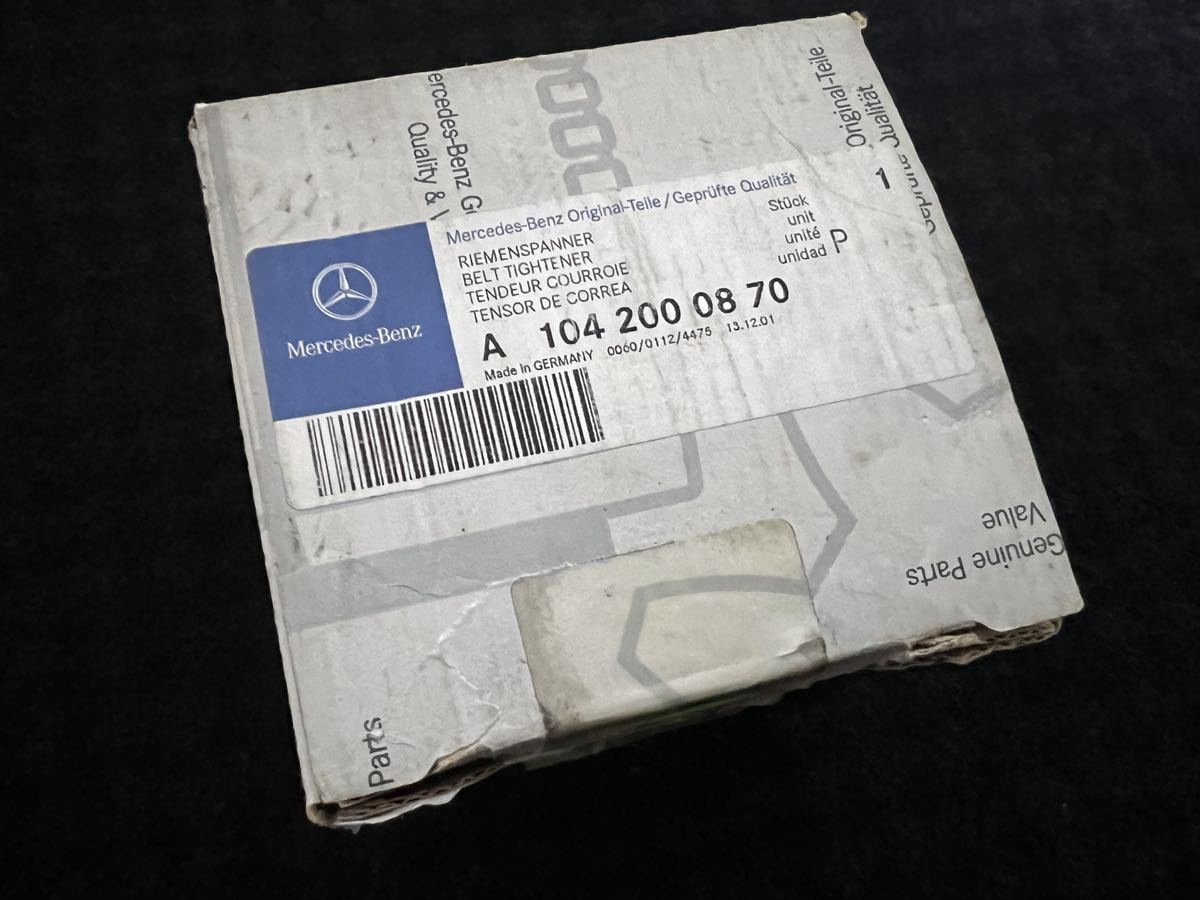 ercedes-Benz Ge
Quality & V
Original-Teile
Geprüfte Qualität
Mercedes-Benz Original-Teile / Geprüfte Qualität
RIEMENSPANNER
BELT TIGHTENER
TENDEUR COURROIE
TENSOR DE CORREA
Stück
unit
unité
unidad P
1
A 104 200 08 70
Made in GERMANY 0060/0112/4475 13.12.01
Mercedes-Benz
Genuine Parts
Value
Parts